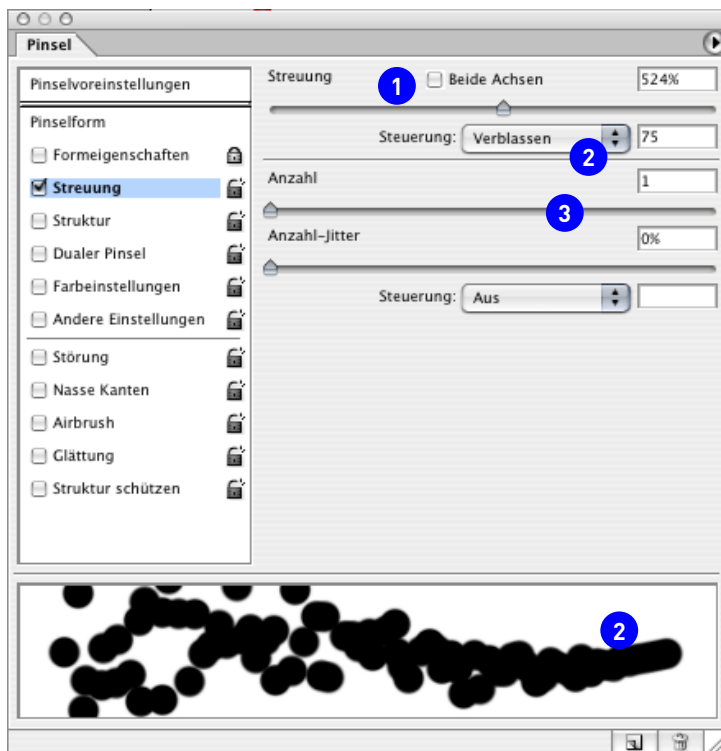 Pinsel
Pinselvoreinstellungen
Pinselform
Formeigenschaften
Streuung
Struktur
Dualer Pinsel
Farbeinstellungen
Andere Einstellungen
Störung
Nasse Kanten
Airbrush
Glättung
Struktur schützen
Streuung 1 Beide Achsen 524%
Steuerung: Verblassen 2 75
Anzahl 1
3
Anzahl-Jitter 0%
Steuerung: Aus
2